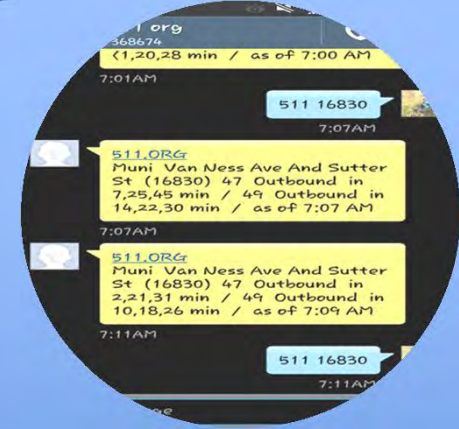 org
368674
(1,20,28 min / as of 7:00 AM
7:01AM
511 16830
7:07AM
511.ORG
Muni Van Ness Ave And Sutter
St (16830) 47 Outbound in
7,25,45 min / 49 Outbound in
14,22,30 min / as of 7:07 AM
7:07AM
511.ORG
Muni Van Ness Ave And Sutter
St (16830) 47 Outbound in
2,21,31 min / 49 Outbound in
10,18,26 min / as of 7:09 AM
7:11AM
511 16830
7:11AM